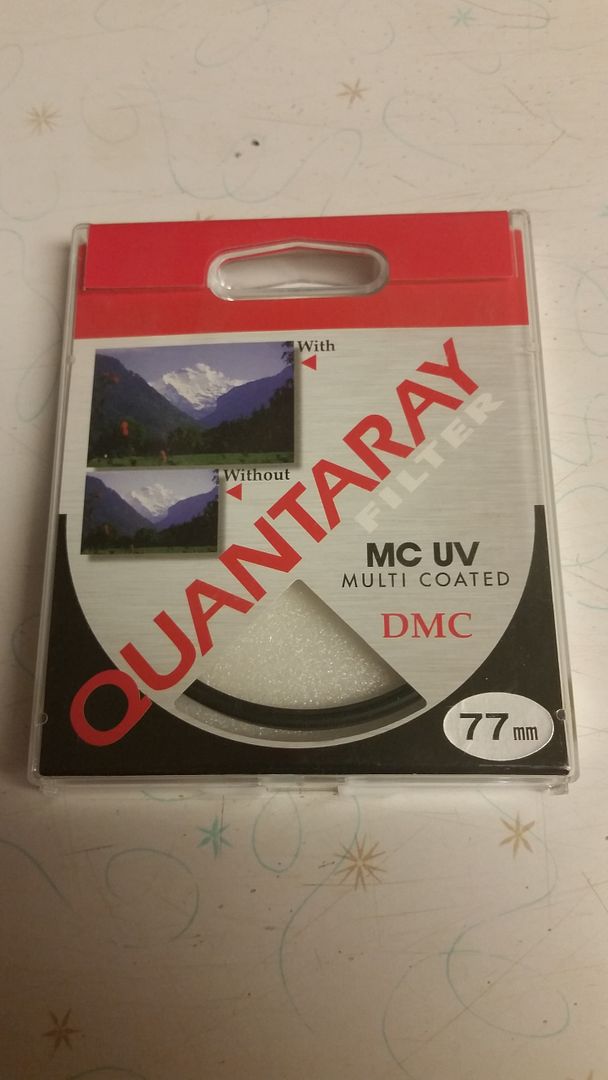 With
Without
QUANTARAY
FILTER
MC UV
MULTI COATED
DMC
77mm